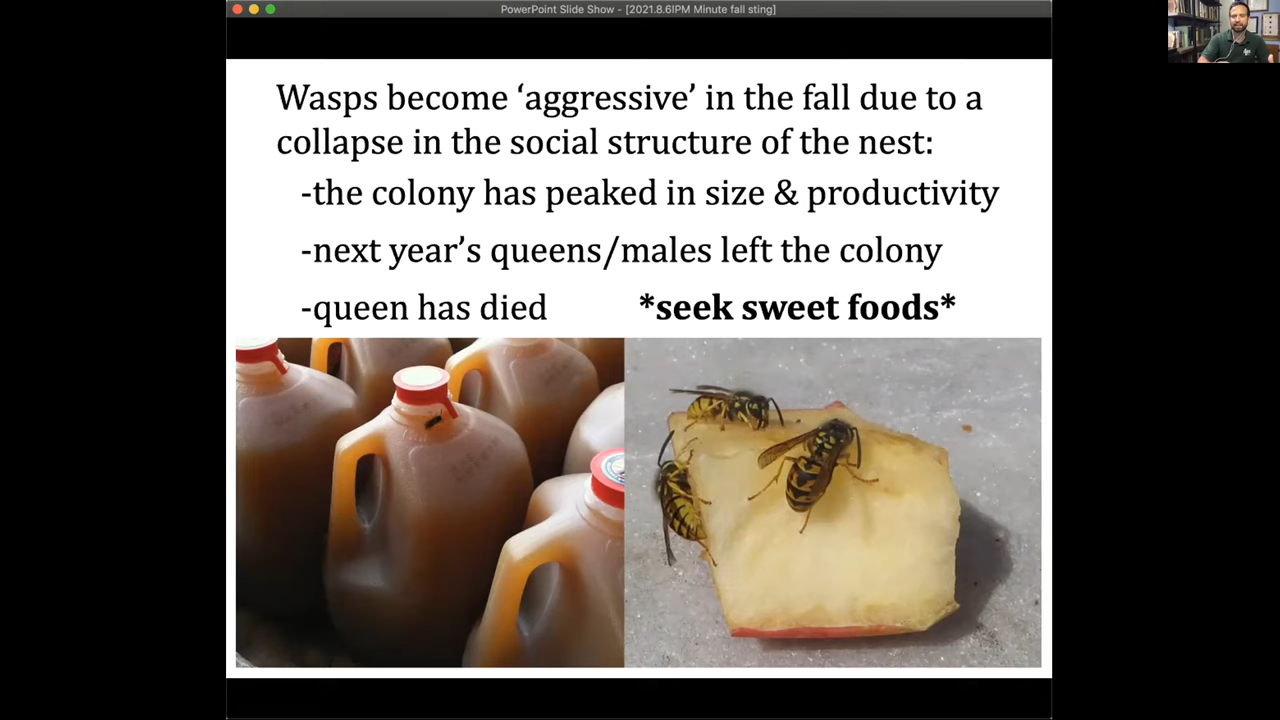 PowerPoint Slide Show - [2021.8.6IPM Minute fall sting]
Wasps become ‘aggressive’ in the fall due to a
collapse in the social structure of the nest:
-the colony has peaked in size & productivity
-next year’s queens/males left the colony
-queen has died *seek sweet foods*